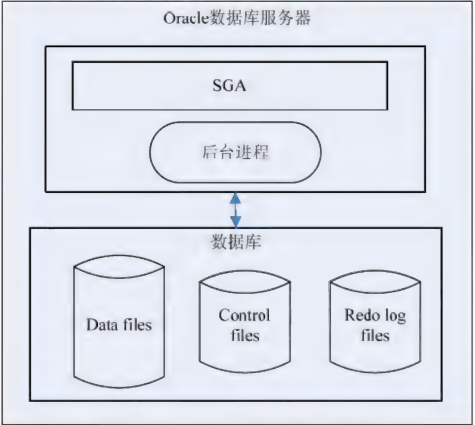 Oracle数据库服务器
SGA
后台进程
数据库
Data files
Control
files
Redo log
files